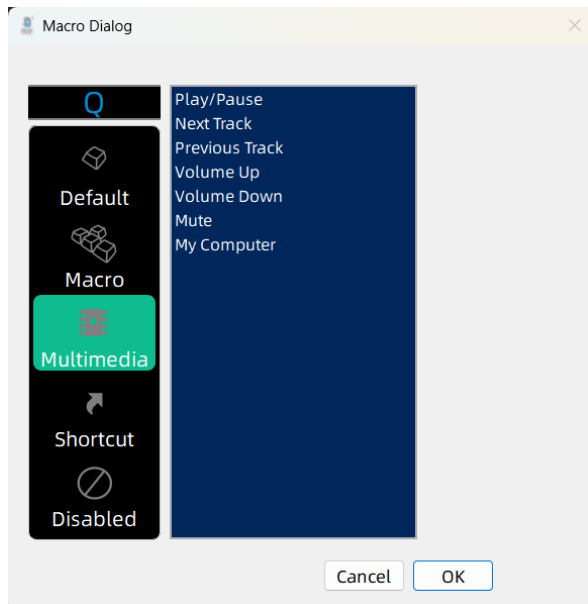 Macro Dialog
Q
Default
Macro
Multimedia
Shortcut
Disabled
Play/Pause
Next Track
Previous Track
Volume Up
Volume Down
Mute
My Computer
Cancel
OK